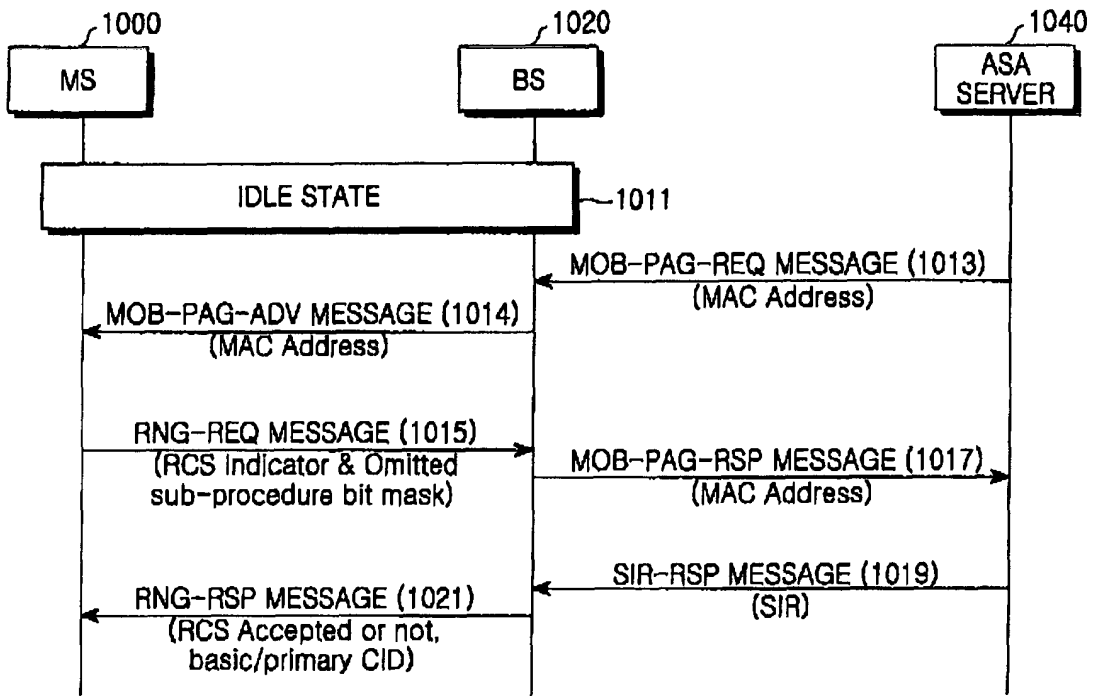 1000
1020
1040
MS
BS
ASA
SERVER
IDLE STATE
1011
MOB-PAG-REQ MESSAGE (1013)
(MAC Address)
MOB-PAG-ADV MESSAGE (1014)
(MAC Address)
RNG-REQ MESSAGE (1015)
(RCS Indicator & Omitted
sub-procedure bit mask)
MOB-PAG-RSP MESSAGE (1017)
(MAC Address)
SIR-RSP MESSAGE (1019)
(SIR)
RNG-RSP MESSAGE (1021)
(RCS Accepted or not,
basic/primary CID)